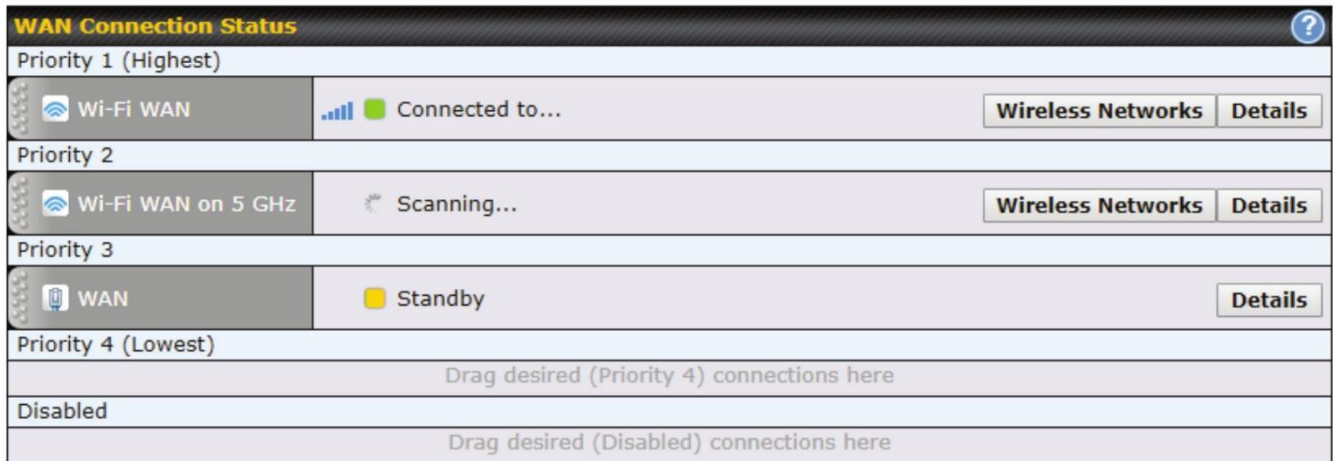 WAN Connection Status ?
Priority 1 (Highest)
Wi-Fi WAN Connected to... Wireless Networks Details
Priority 2
Wi-Fi WAN on 5 GHz Scanning... Wireless Networks Details
Priority 3
WAN Standby Details
Priority 4 (Lowest)
Drag desired (Priority 4) connections here
Disabled
Drag desired (Disabled) connections here